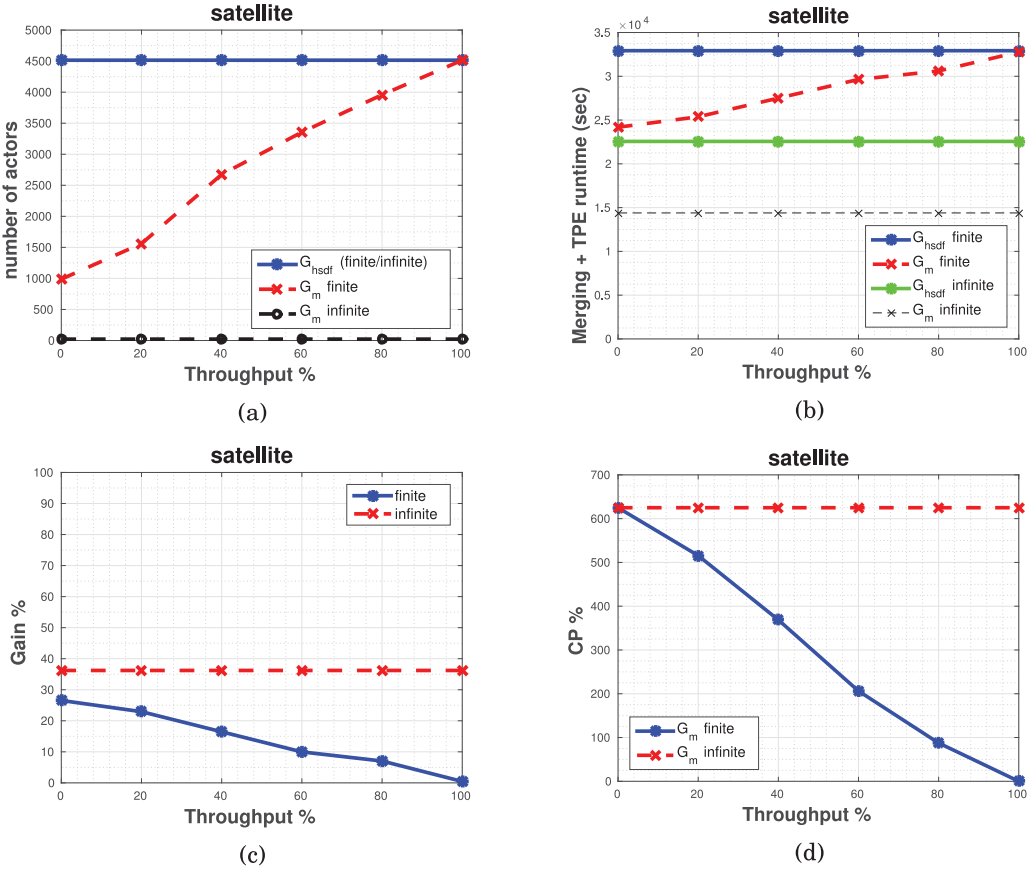 satellite
5000
4500
4000
3500
3000
2500
2000
1500
1000
500
0
number of actors
G_hsdf (finite/infinite)
G_m finite
G_m infinite
0 20 40 60 80 100
Throughput %
(a)
satellite
×10^4
3.5
3
2.5
2
1.5
1
0.5
0
Merging + TPE runtime (sec)
G_hsdf finite
G_m finite
G_hsdf infinite
G_m infinite
0 20 40 60 80 100
Throughput %
(b)
satellite
100
90
80
70
60
50
40
30
20
10
0
Gain %
finite
infinite
0 20 40 60 80 100
Throughput %
(c)
satellite
700
600
500
400
300
200
100
0
CP %
G_m finite
G_m infinite
0 20 40 60 80 100
Throughput %
(d)